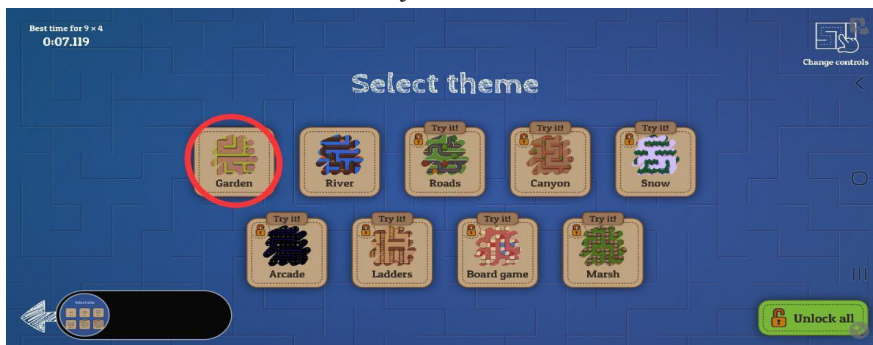 Best time for 9 × 4
0:07.119
Change controls
Select theme
Garden
River
Try it!
Roads
Try it!
Canyon
Try it!
Snow
Try it!
Arcade
Try it!
Ladders
Try it!
Board game
Try it!
Marsh
Unlock all